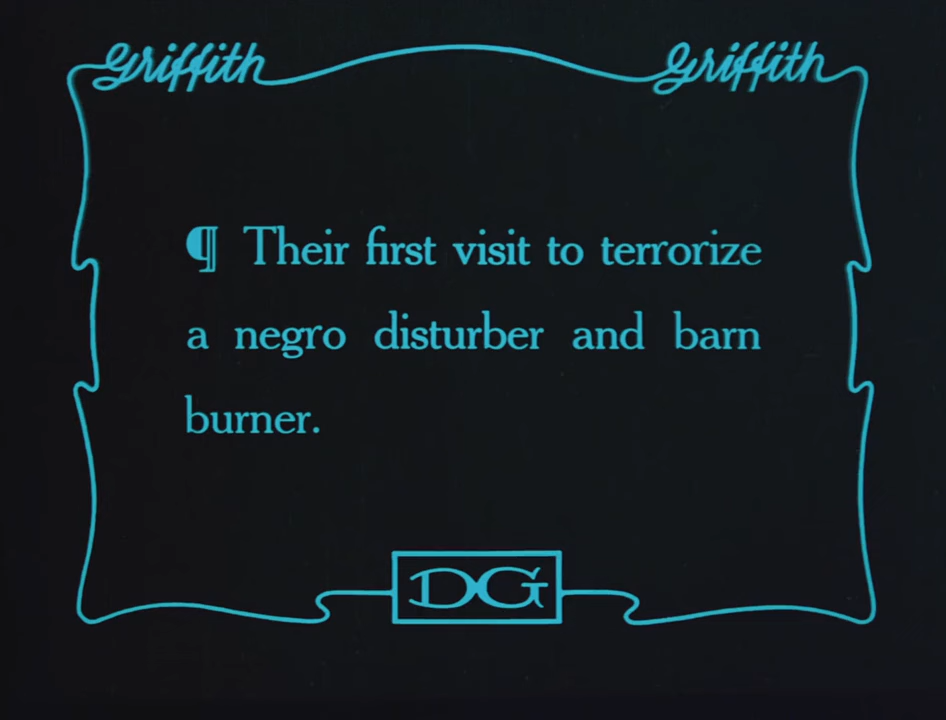 Griffith Griffith
¶ Their first visit to terrorize
a negro disturber and barn
burner.
DG